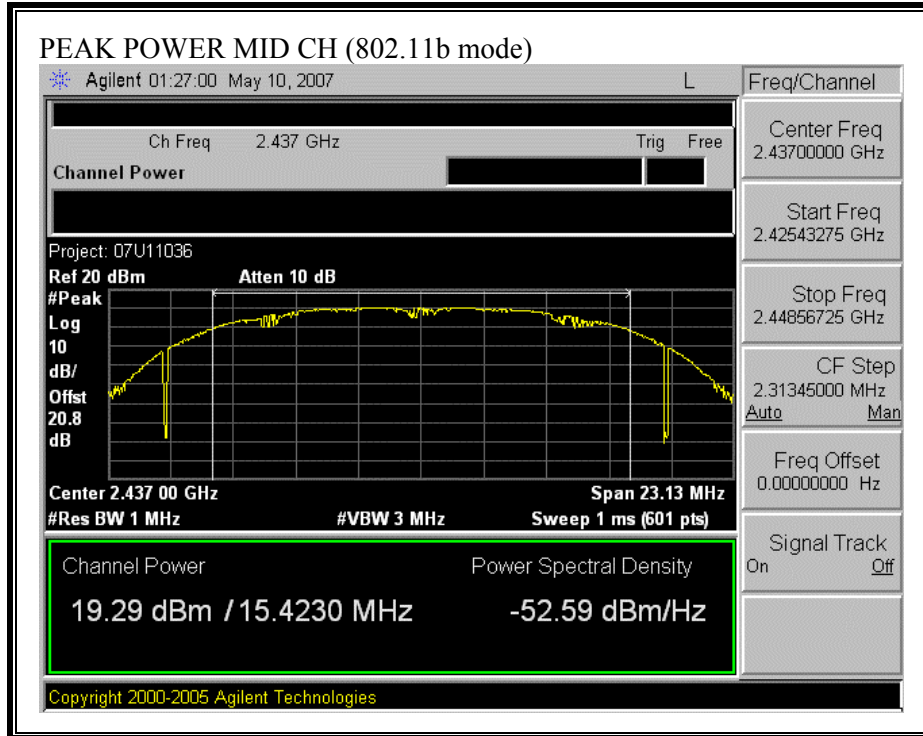 PEAK POWER MID CH (802.11b mode)
Agilent 01:27:00 May 10, 2007 L Freq/Channel
Ch Freq 2.437 GHz Trig Free
Channel Power
Project: 07U11036
Ref 20 dBm Atten 10 dB
#Peak
Log
10
dB/
Offst
20.8
dB
Center 2.437 00 GHz Span 23.13 MHz
#Res BW 1 MHz #VBW 3 MHz Sweep 1 ms (601 pts)
Channel Power Power Spectral Density
19.29 dBm / 15.4230 MHz -52.59 dBm/Hz
Center Freq
2.43700000 GHz
Start Freq
2.42543275 GHz
Stop Freq
2.44856725 GHz
CF Step
2.31345000 MHz
Auto Man
Freq Offset
0.00000000 Hz
Signal Track
On Off
Copyright 2000-2005 Agilent Technologies